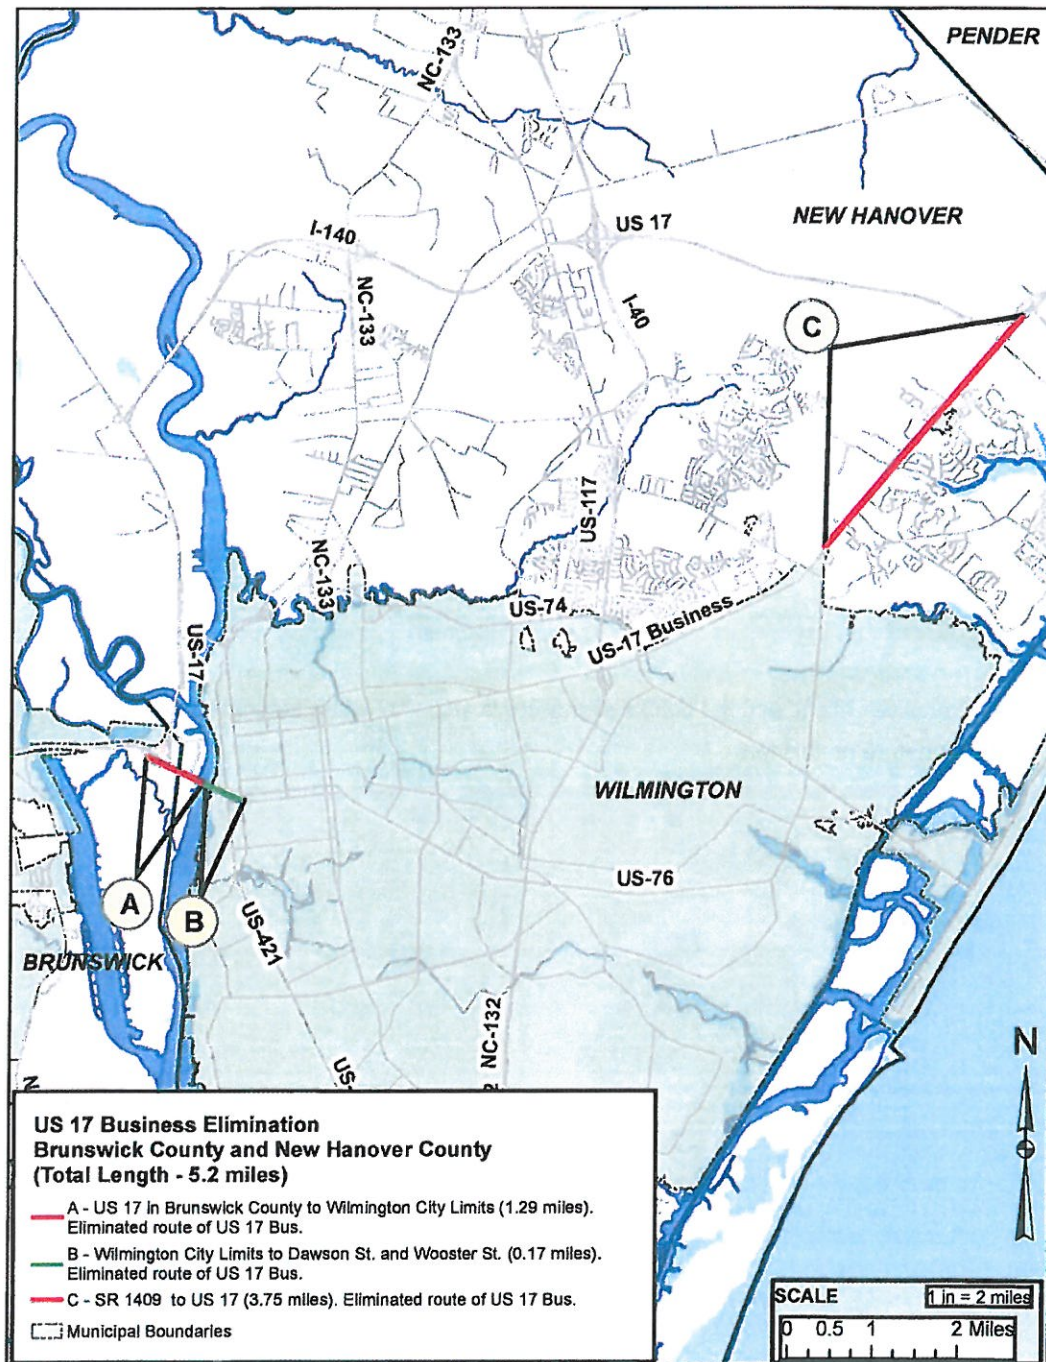 PENDER
NC-133
NEW HANOVER
I-140
US 17
NC-133
I-40
C
US-117
NC-133
US-74
US-17 Business
US-17
WILMINGTON
US-76
A
B
US-421
BRUNSWICK
NC-132
N
US-
2
N
US 17 Business Elimination
Brunswick County and New Hanover County
(Total Length - 5.2 miles)
A - US 17 in Brunswick County to Wilmington City Limits (1.29 miles).
Eliminated route of US 17 Bus.
B - Wilmington City Limits to Dawson St. and Wooster St. (0.17 miles).
Eliminated route of US 17 Bus.
C - SR 1409 to US 17 (3.75 miles). Eliminated route of US 17 Bus.
Municipal Boundaries
SCALE
1 in = 2 miles
0 0.5 1 2 Miles